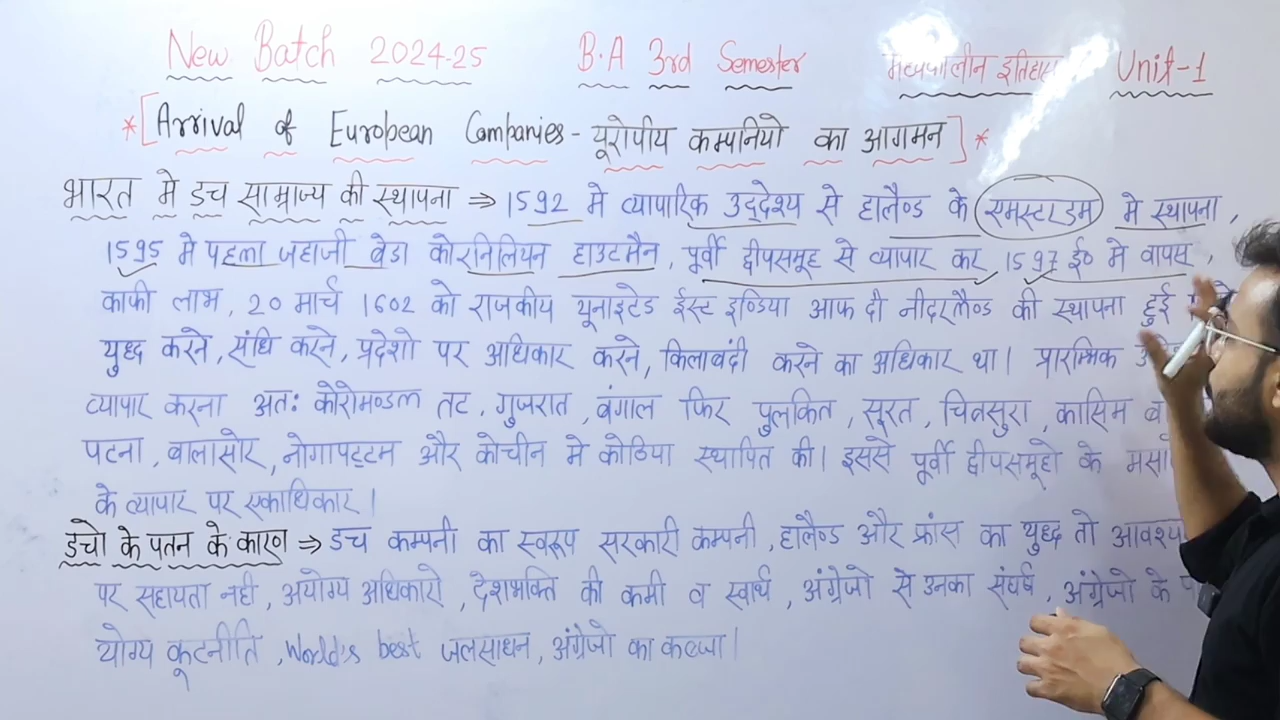 New Batch 2024-25 B.A 3rd Semester मध्यकालीन इतिहास Unit-1
*[Arrival of European Companies - यूरोपीय कम्पनियो का आगमन]*
भारत मे डच साम्राज्य की स्थापना ⇒ 1592 मे व्यापारिक उद्देश्य से हालैण्ड के एमस्टरडम मे स्थापना,
1595 मे पहला जहाजी बेडा कोरनिलियन हाउटमैन, पूर्वी द्वीपसमूह से व्यापार कर 1597 ई० मे वापस,
काफी लाभ, 20 मार्च 1602 को राजकीय यूनाइटेड ईस्ट इण्डिया आफ दी नीदरलैण्ड की स्थापना हुई
युध्द करने, संधि करने, प्रदेशो पर अधिकार करने, किलाबंदी करने का अधिकार था। प्रारम्भिक
व्यापार करना अतः कोरोमण्डल तट, गुजरात, बंगाल फिर पुलकित, सूरत, चिनसुरा, कासिम
पटना, बालासोर, नोगापट्टम और कोचीन मे कोठिया स्थापित की। इससे पूर्वी द्वीपसमूहो के
के व्यापार पर एकाधिकार।
डचो के पतन के कारण ⇒ डच कम्पनी का स्वरूप सरकारी कम्पनी, हालैण्ड और फ्रांस का युध्द तो
पर सहायता नही, अयोग्य अधिकारी, देशभक्ति की कमी व स्वार्थ, अंग्रेजो से उनका संघर्ष, अंग्रेजो के
योग्य कूटनीति, World's best जलसाधन, अंग्रेजो का कब्जा।